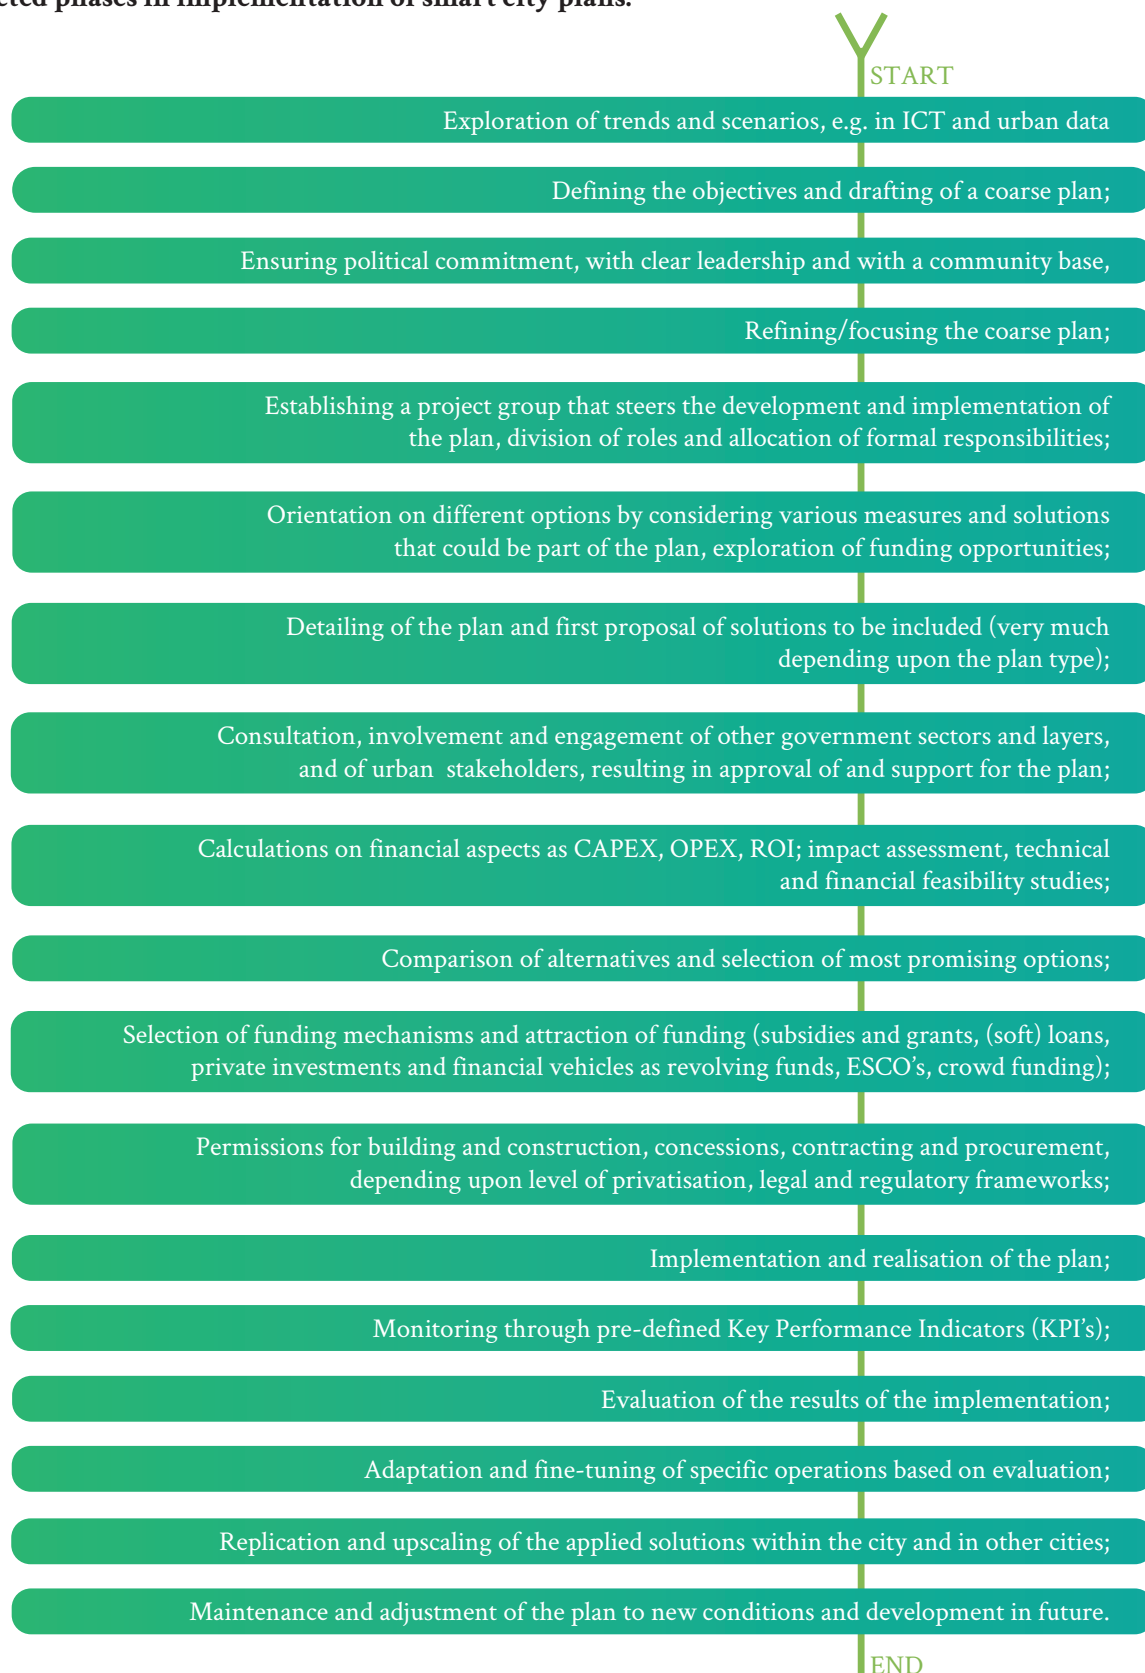 phases in implementation of smart city plans.
START
Exploration of trends and scenarios, e.g. in ICT and urban data
Defining the objectives and drafting of a coarse plan;
Ensuring political commitment, with clear leadership and with a community base,
Refining/focusing the coarse plan;
Establishing a project group that steers the development and implementation of
the plan, division of roles and allocation of formal responsibilities;
Orientation on different options by considering various measures and solutions
that could be part of the plan, exploration of funding opportunities;
Detailing of the plan and first proposal of solutions to be included (very much
depending upon the plan type);
Consultation, involvement and engagement of other government sectors and layers,
and of urban stakeholders, resulting in approval of and support for the plan;
Calculations on financial aspects as CAPEX, OPEX, ROI; impact assessment, technical
and financial feasibility studies;
Comparison of alternatives and selection of most promising options;
Selection of funding mechanisms and attraction of funding (subsidies and grants, (soft) loans,
private investments and financial vehicles as revolving funds, ESCO’s, crowd funding);
Permissions for building and construction, concessions, contracting and procurement,
depending upon level of privatisation, legal and regulatory frameworks;
Implementation and realisation of the plan;
Monitoring through pre-defined Key Performance Indicators (KPI’s);
Evaluation of the results of the implementation;
Adaptation and fine-tuning of specific operations based on evaluation;
Replication and upscaling of the applied solutions within the city and in other cities;
Maintenance and adjustment of the plan to new conditions and development in future.
END